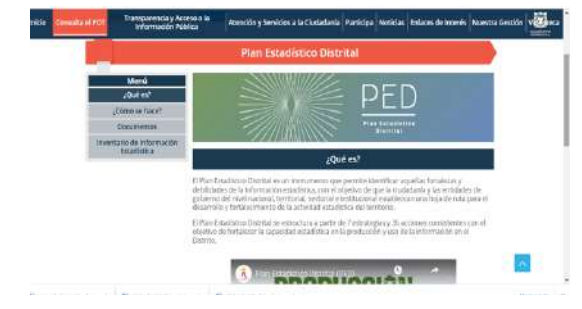 Inicio Consulta el POT Transparencia y Acceso a la Información Pública Atención y Servicios a la Ciudadanía Participa Noticias Enlaces de Interés Nuestra Gestión
Plan Estadístico Distrital
Menú
¿Qué es?
¿Cómo se hace?
Documentos
Inventario de Información
Estadística
PED
Plan Estadístico
Distrital
¿Qué es?
El Plan Estadístico Distrital es un instrumento que permite identificar aquellas fortalezas y
debilidades de la información estadística, con el objetivo de que la ciudadanía y las entidades de
gobierno del nivel nacional, territorial, sectorial e institucional establezcan una hoja de ruta para el
desarrollo y fortalecimiento de la actividad estadística del territorio.
El Plan Estadístico Distrital se estructura a partir de 7 estrategias y 35 acciones consistentes con el
objetivo de fortalecer la capacidad estadística en la producción y uso de la información en el
Distrito.
Plan Estadístico Distrital (PED)
PRODUCCIÓN